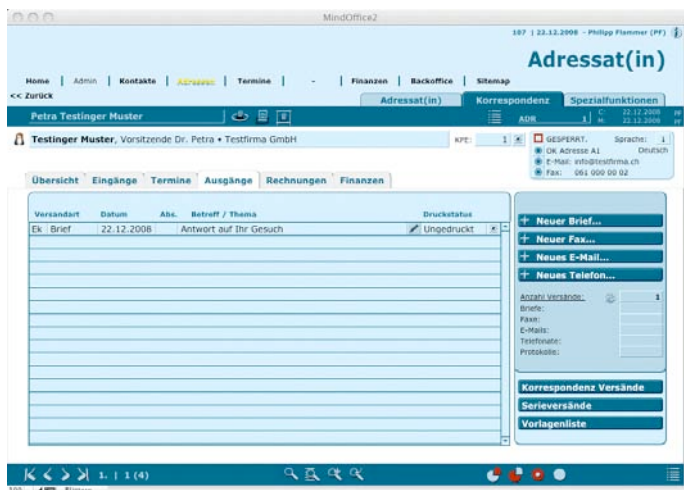 MindOffice2
107 | 22.12.2008 - Philipp Flammer (PF)
Adressat(in)
Home | Admin | Kontakte | Adressen | Termine | - | Finanzen | Backoffice | Sitemap
<< Zurück
Adressat(in) Korrespondenz Spezialfunktionen
Petra Testinger Muster ADR 1 C: 22.12.2008 PF
M: 22.12.2008 PF
Testinger Muster, Vorsitzende Dr. Petra • Testfirma GmbH KPE: 1 GESPERRT. Sprache: 1
OK Adresse A1 Deutsch
E-Mail: info@testfirma.ch
Fax: 061 000 00 02
Übersicht Eingänge Termine Ausgänge Rechnungen Finanzen
Versandart Datum Abs. Betreff / Thema Druckstatus
Ek Brief 22.12.2008 Antwort auf Ihr Gesuch Ungedruckt
+ Neuer Brief...
+ Neuer Fax...
+ Neues E-Mail...
+ Neues Telefon...
Anzahl Versände: 1
Briefe:
Faxe:
E-Mails:
Telefonate:
Protokolle:
Korrespondenz Versände
Serieversände
Vorlagenliste
1. | 1 (4)
100